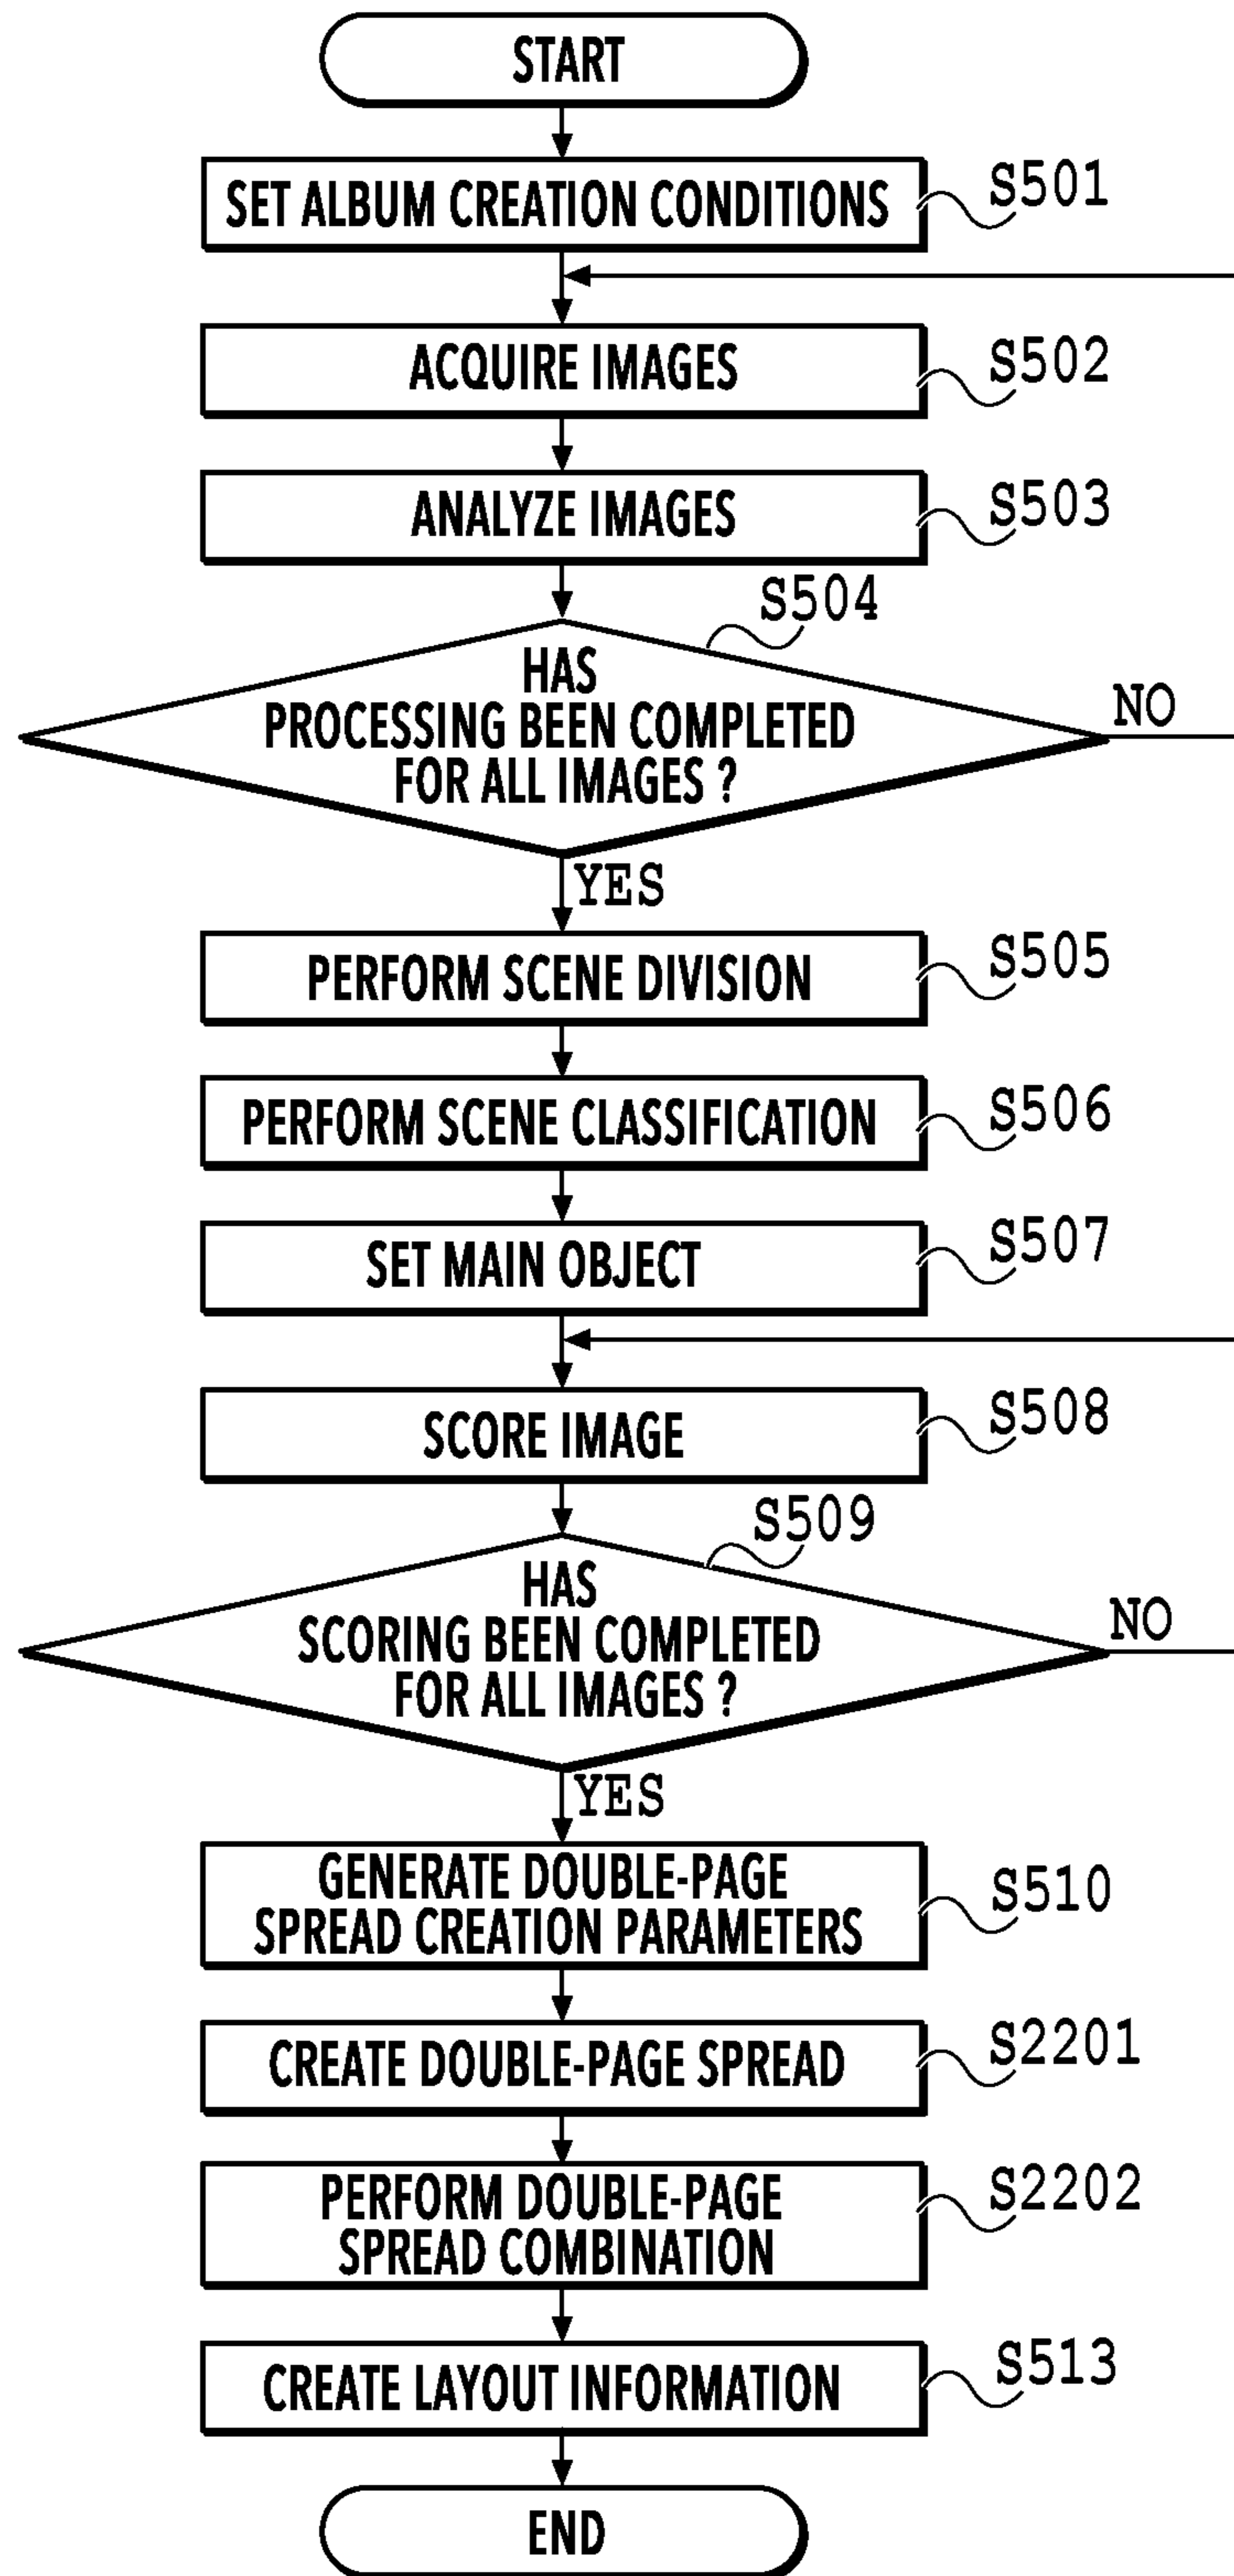 START
SET ALBUM CREATION CONDITIONS
S501
ACQUIRE IMAGES
S502
ANALYZE IMAGES
S503
S504
HAS
PROCESSING BEEN COMPLETED
FOR ALL IMAGES ?
NO
YES
PERFORM SCENE DIVISION
S505
PERFORM SCENE CLASSIFICATION
S506
SET MAIN OBJECT
S507
SCORE IMAGE
S508
S509
HAS
SCORING BEEN COMPLETED
FOR ALL IMAGES ?
NO
YES
GENERATE DOUBLE-PAGE
SPREAD CREATION PARAMETERS
S510
CREATE DOUBLE-PAGE SPREAD
S2201
PERFORM DOUBLE-PAGE
SPREAD COMBINATION
S2202
CREATE LAYOUT INFORMATION
S513
END